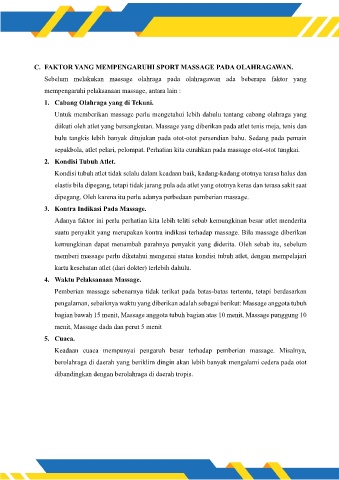 C. FAKTOR YANG MEMPENGARUHI SPORT MASSAGE PADA OLAHRAGAWAN.
Sebelum melakukan massage olahraga pada olahragawan ada beberapa faktor yang
mempengaruhi pelaksanaan massage, antara lain :
1. Cabang Olahraga yang di Tekuni.
Untuk memberikan massage perlu mengetahui lebih dahulu tentang cabang olahraga yang
diikuti oleh atlet yang bersangkutan. Massage yang diberikan pada atlet tenis meja, tenis dan
bulu tangkis lebih banyak ditujukan pada otot-otot persendian bahu. Sedang pada pemain
sepakbola, atlet pelari, pelompat. Perhatian kita curahkan pada massage otot-otot tungkai.
2. Kondisi Tubuh Atlet.
Kondisi tubuh atlet tidak selalu dalam keadaan baik, kadang-kadang ototnya terasa halus dan
elastis bila dipegang, tetapi tidak jarang pula ada atlet yang ototnya keras dan terasa sakit saat
dipegang. Oleh karena itu perlu adanya perbedaan pemberian massage.
3. Kontra Indikasi Pada Massage.
Adanya faktor ini perlu perhatian kita lebih teliti sebab kemungkinan besar atlet menderita
suatu penyakit yang merupakan kontra indikasi terhadap massage. Bila massage diberikan
kemungkinan dapat menambah parahnya penyakit yang diderita. Oleh sebab itu, sebelum
memberi massage perlu diketahui mengenai status kondisi tubuh atlet, dengan mempelajari
kartu kesehatan atlet (dari dokter) terlebih dahulu.
4. Waktu Pelaksanaan Massage.
Pemberian massage sebenarnya tidak terikat pada batas-batas tertentu, tetapi berdasarkan
pengalaman, sebaiknya waktu yang diberikan adalah sebagai berikut: Massage anggota tubuh
bagian bawah 15 menit, Massage anggota tubuh bagian atas 10 menit, Massage punggung 10
menit, Massage dada dan perut 5 menit
5. Cuaca.
Keadaan cuaca mempunyai pengaruh besar terhadap pemberian massage. Misalnya,
berolahraga di daerah yang beriklim dingin akan lebih banyak mengalami cedera pada otot
dibandingkan dengan berolahraga di daerah tropis.